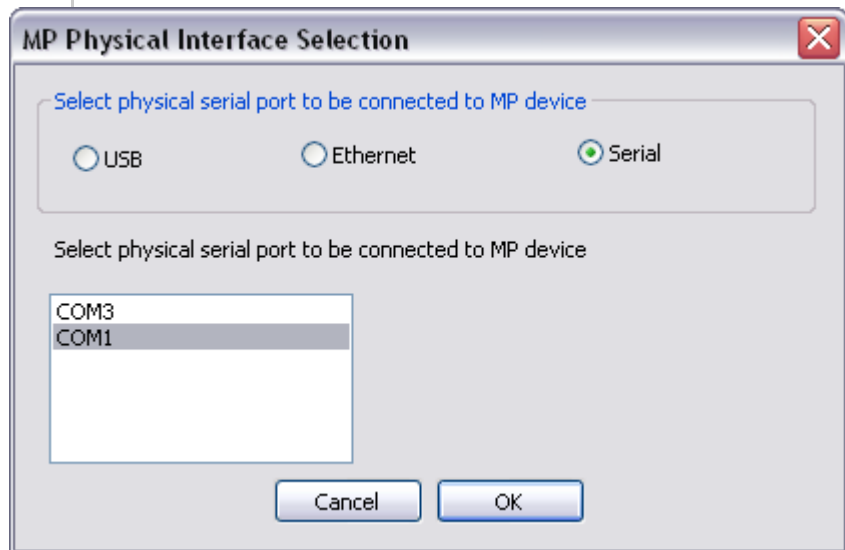 MP Physical Interface Selection
Select physical serial port to be connected to MP device
USB Ethernet Serial
Select physical serial port to be connected to MP device
COM3
COM1
Cancel OK